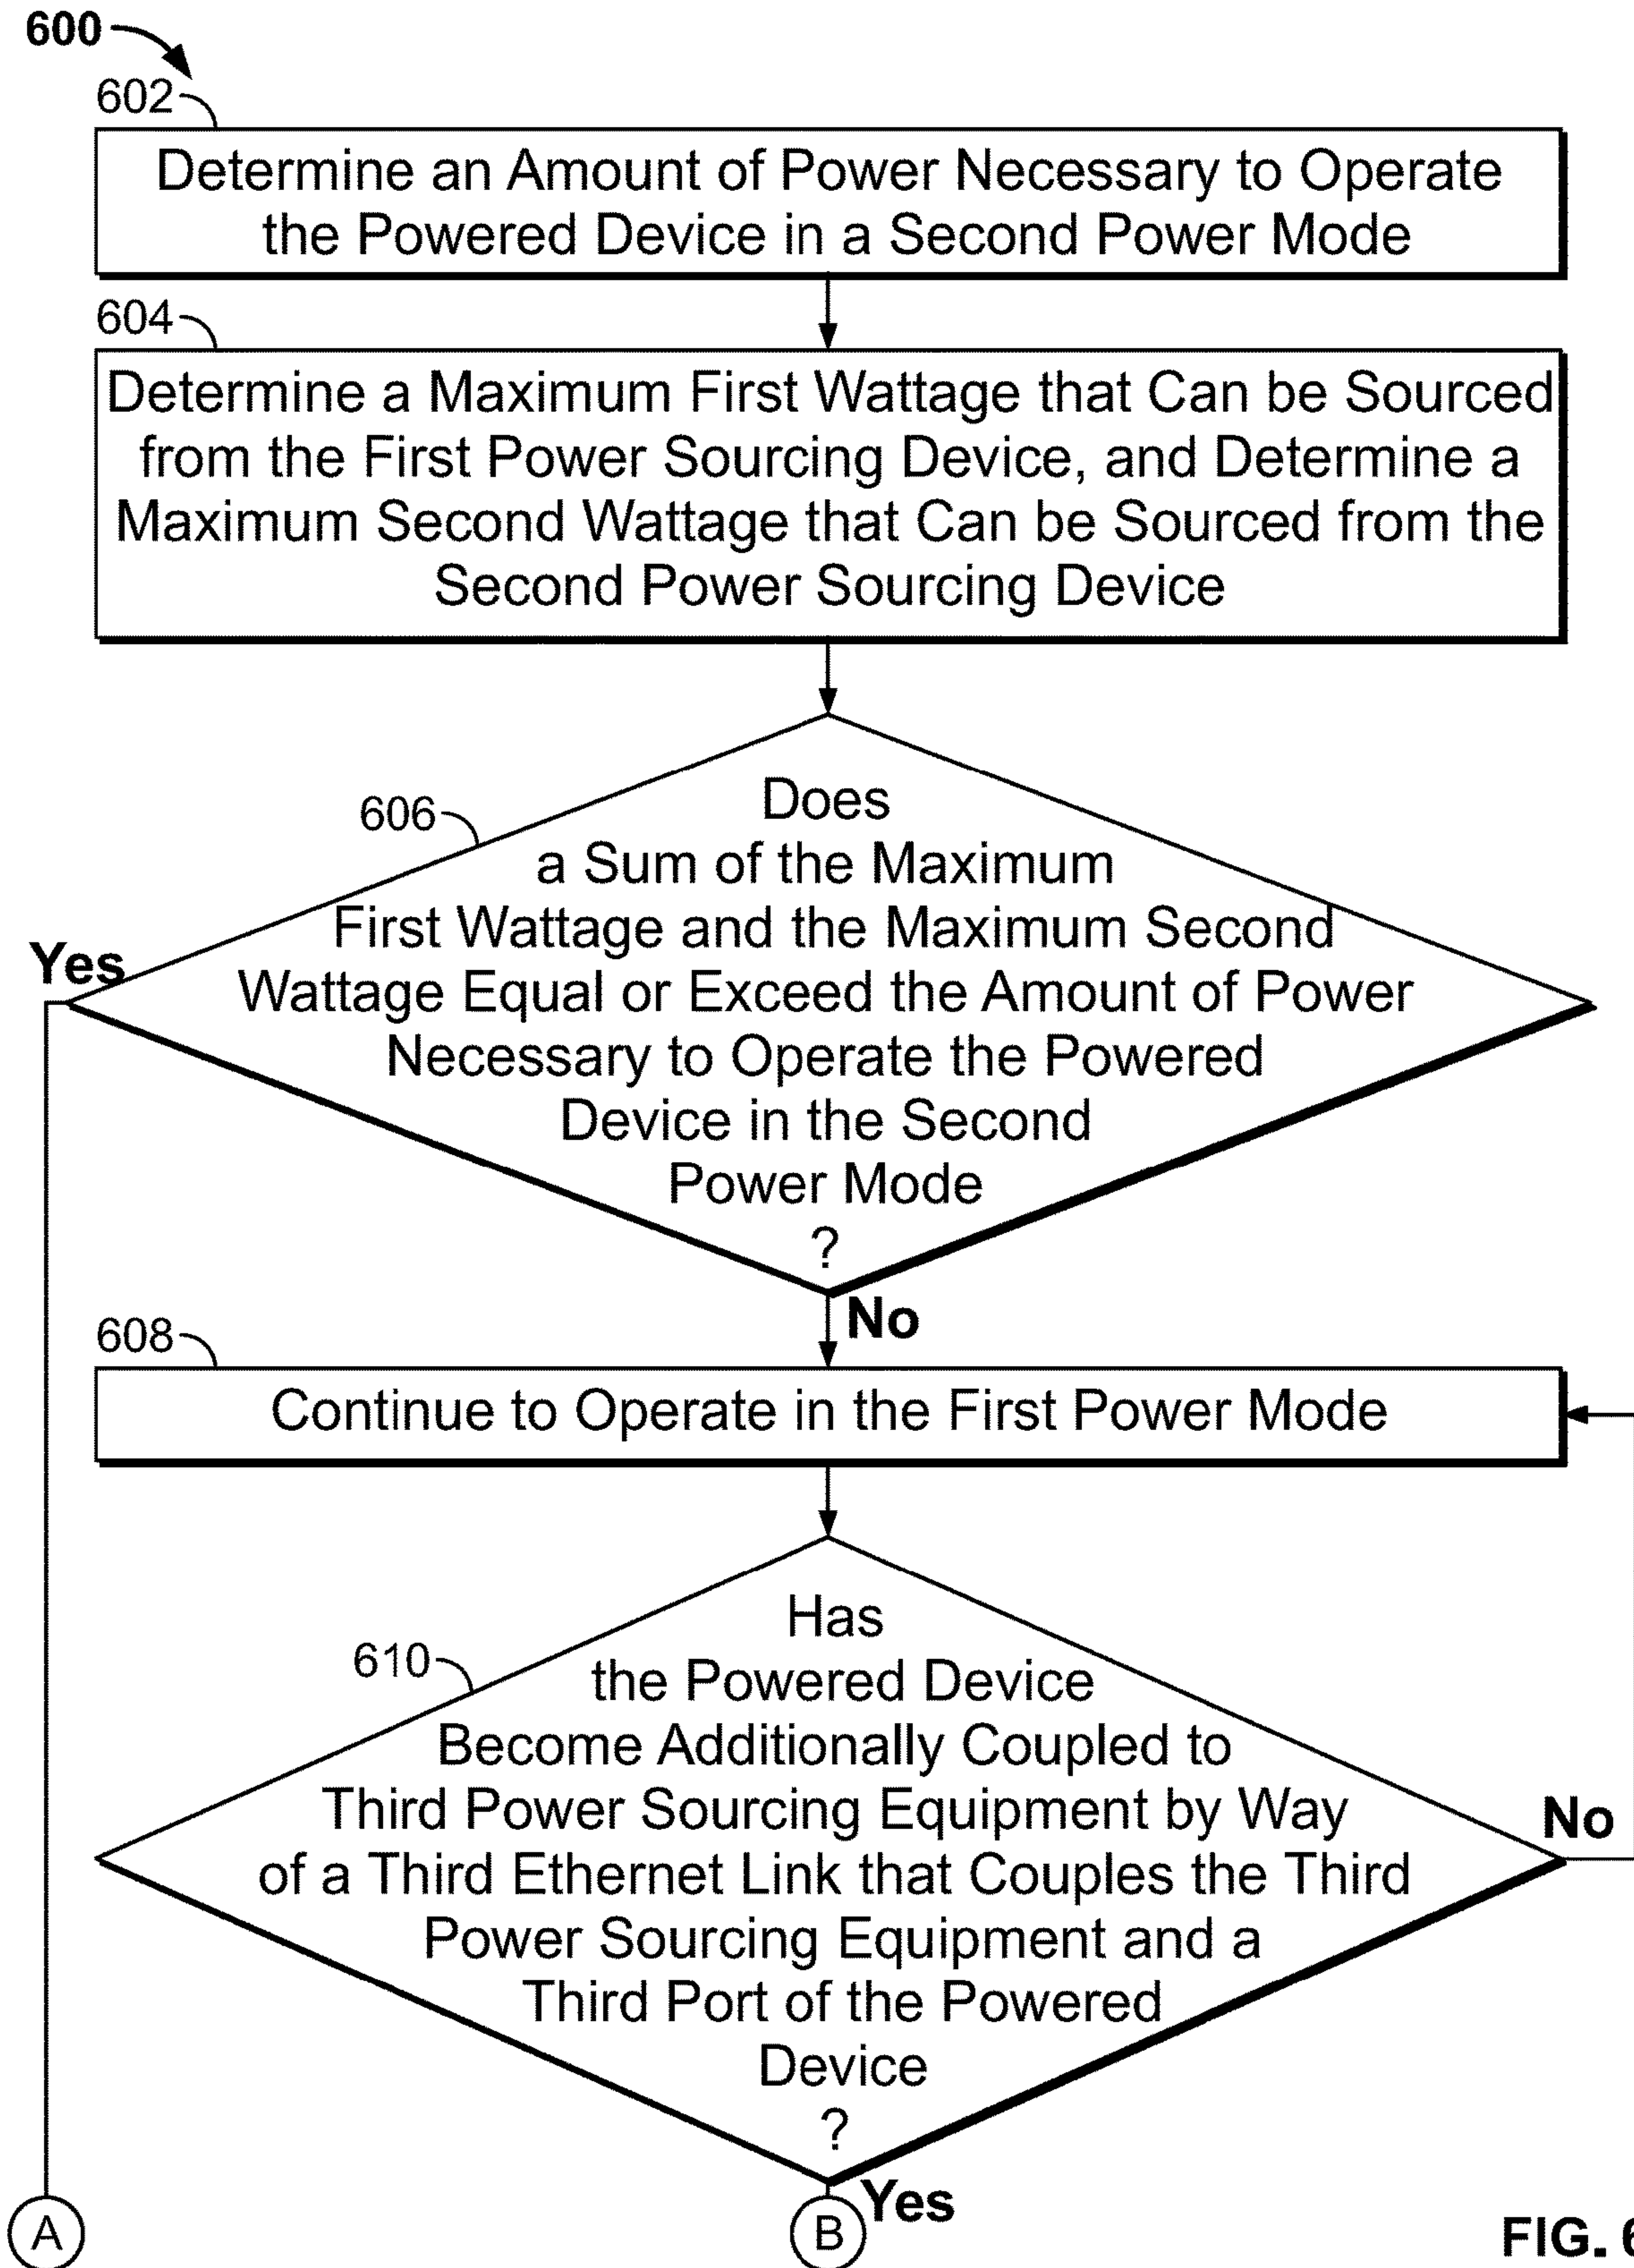 600
602
Determine an Amount of Power Necessary to Operate
the Powered Device in a Second Power Mode
604
Determine a Maximum First Wattage that Can be Sourced
from the First Power Sourcing Device, and Determine a
Maximum Second Wattage that Can be Sourced from the
Second Power Sourcing Device
606
Does
a Sum of the Maximum
First Wattage and the Maximum Second
Wattage Equal or Exceed the Amount of Power
Necessary to Operate the Powered
Device in the Second
Power Mode
?
Yes
No
608
Continue to Operate in the First Power Mode
610
Has
the Powered Device
Become Additionally Coupled to
Third Power Sourcing Equipment by Way
of a Third Ethernet Link that Couples the Third
Power Sourcing Equipment and a
Third Port of the Powered
Device
?
No
Yes
A
B
FIG. 6